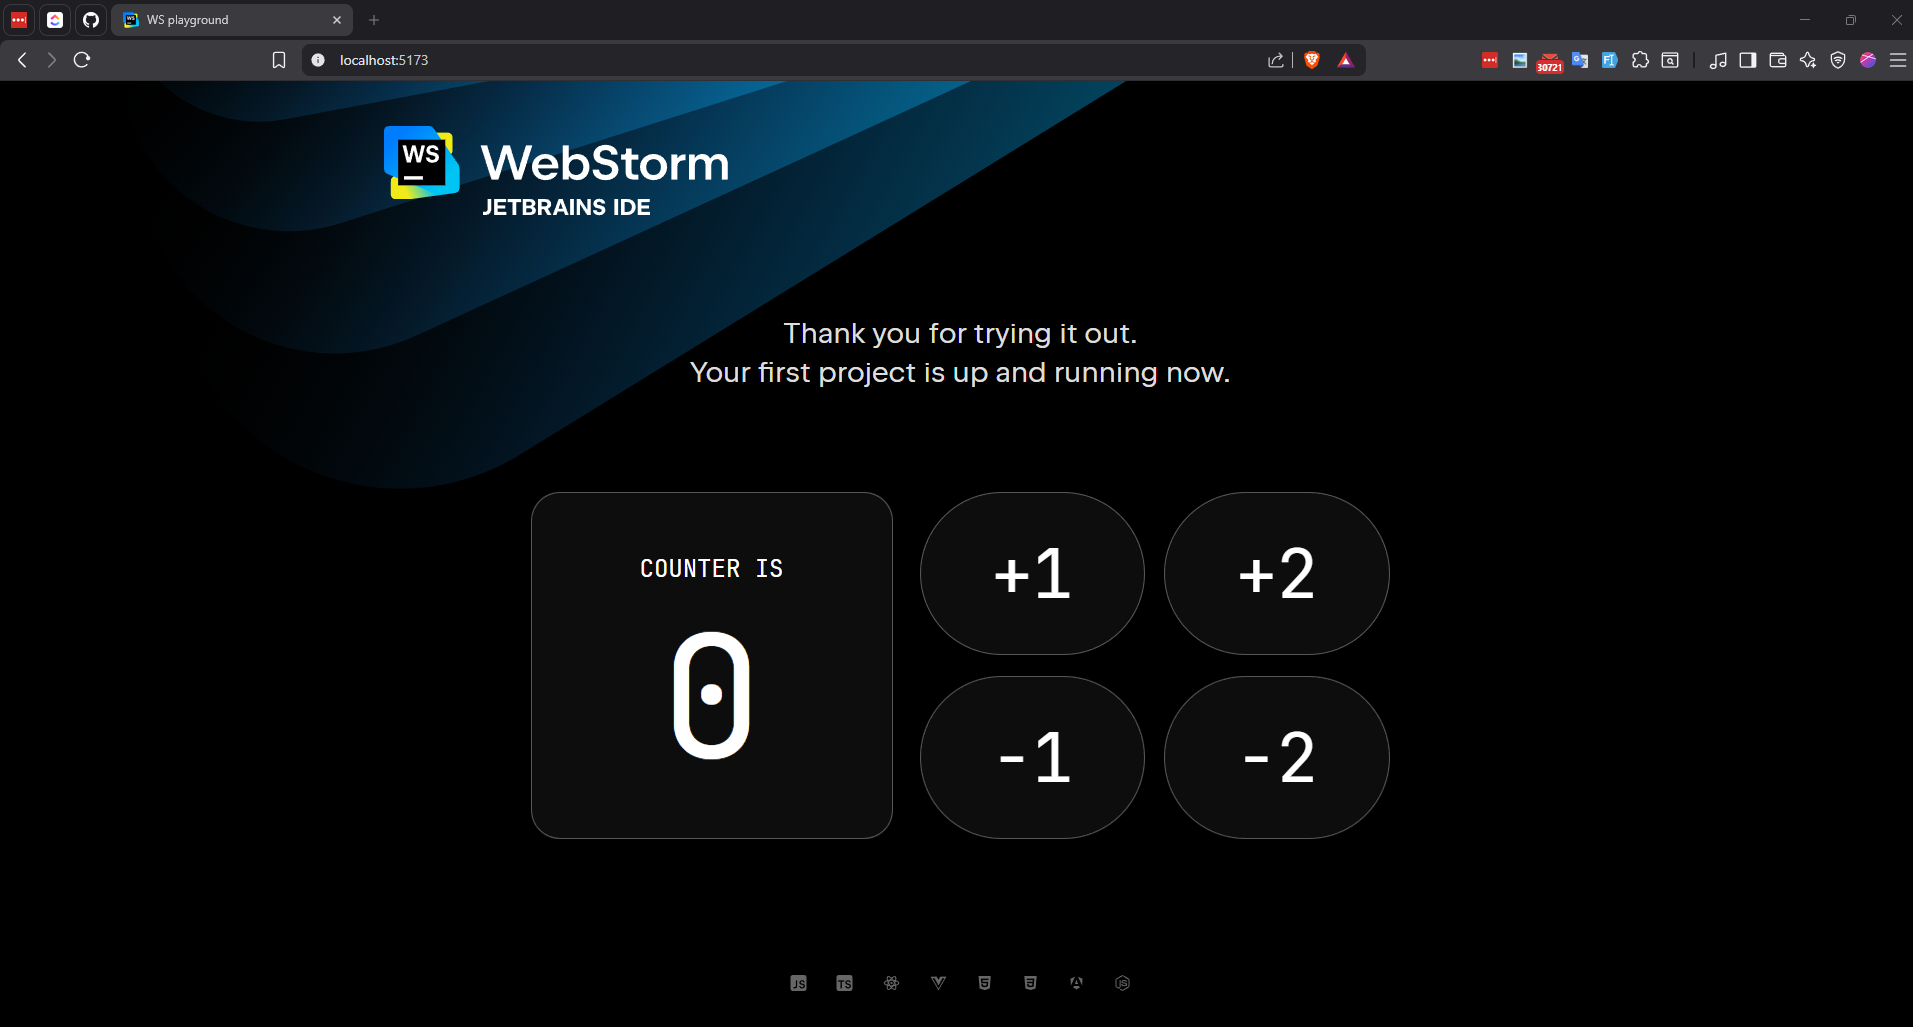 WS playground
localhost:5173
30721
WS
WebStorm
JETBRAINS IDE
Thank you for trying it out.
Your first project is up and running now.
COUNTER IS
0
+1
+2
-1
-2
JS
TS
JS